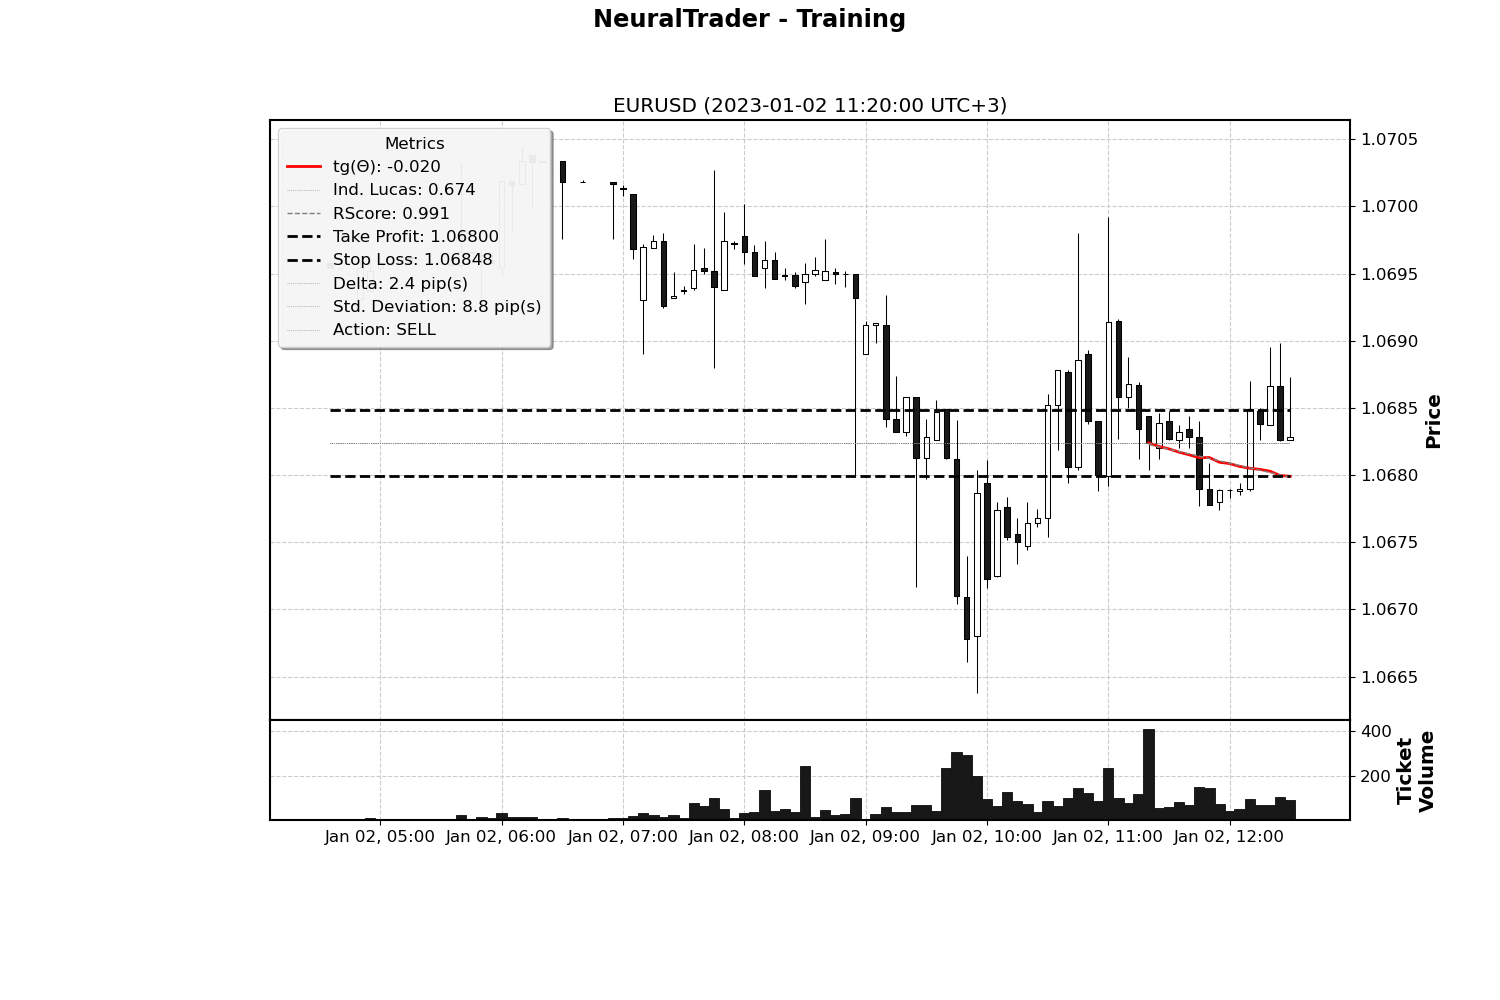 NeuralTrader - Training
EURUSD (2023-01-02 11:20:00 UTC+3)
Metrics
tg(Θ): -0.020
Ind. Lucas: 0.674
RScore: 0.991
Take Profit: 1.06800
Stop Loss: 1.06848
Delta: 2.4 pip(s)
Std. Deviation: 8.8 pip(s)
Action: SELL
1.0705
1.0700
1.0695
1.0690
1.0685
1.0680
1.0675
1.0670
1.0665
Price
400
200
Ticket
Volume
Jan 02, 05:00
Jan 02, 06:00
Jan 02, 07:00
Jan 02, 08:00
Jan 02, 09:00
Jan 02, 10:00
Jan 02, 11:00
Jan 02, 12:00